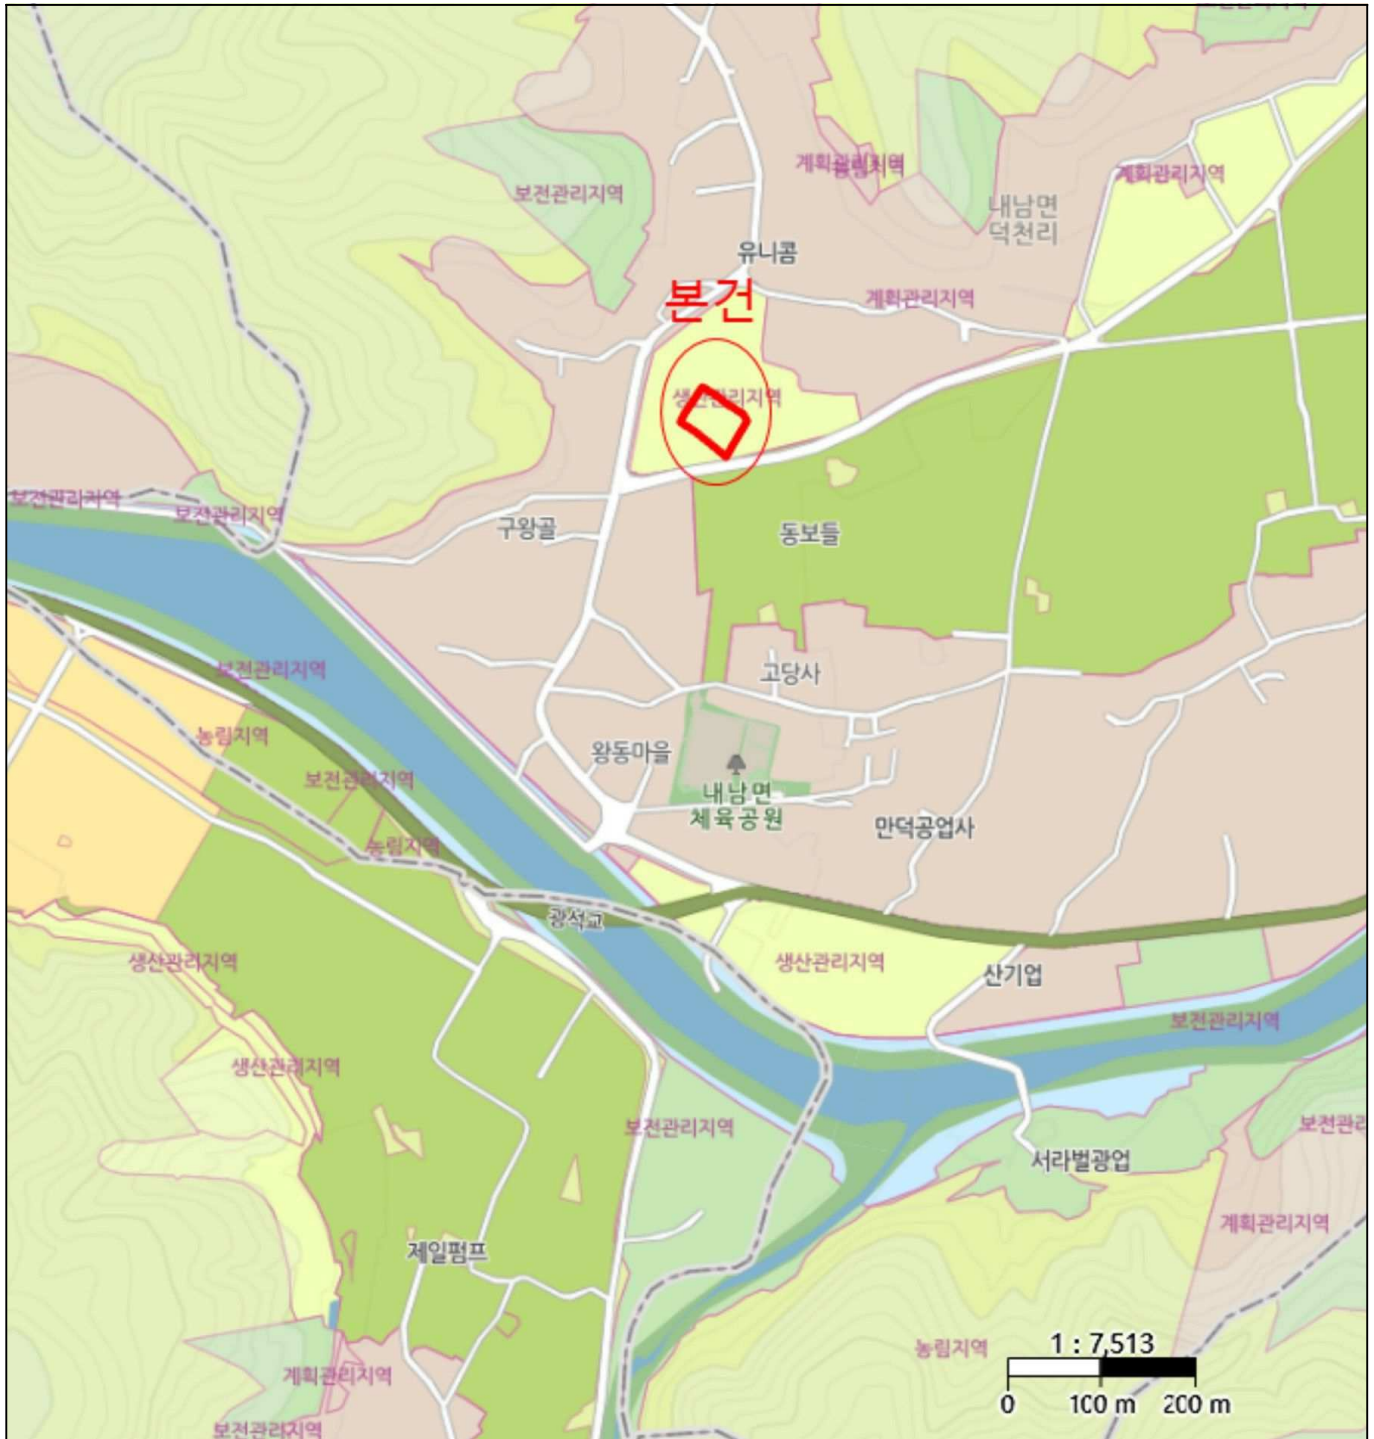 보전관리지역
계획관리지역
농림지역
계획관리지역
내남면
덕천리
유니콤
본건
계획관리지역
생산관리지역
보전관리지역
보전관리지역
구왕골
동보들
보전관리지역
고당사
농림지역
왕동마을
보전관리지역
내남면
체육공원
만덕공업사
농림지역
광석교
생산관리지역
생산관리지역
산기업
보전관리지역
생산관리지역
보전관리지역
보전관리
서라벌광업
계획관리지역
제일펌프
농림지역
1 : 7,513
계획관리지역
0 100 m 200 m
보전관리지역